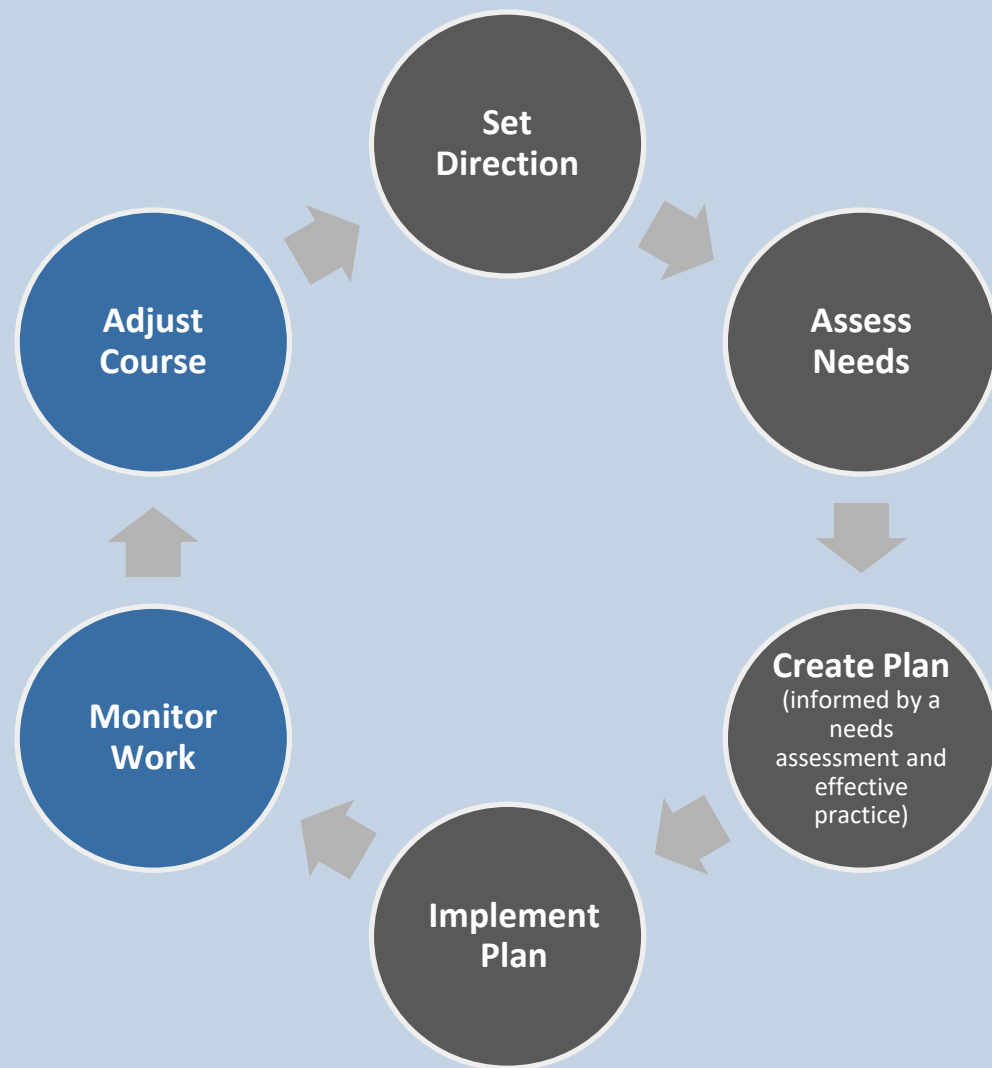 Set
Direction
Assess
Needs
Create Plan
(informed by a
needs
assessment and
effective
practice)
Implement
Plan
Monitor
Work
Adjust
Course